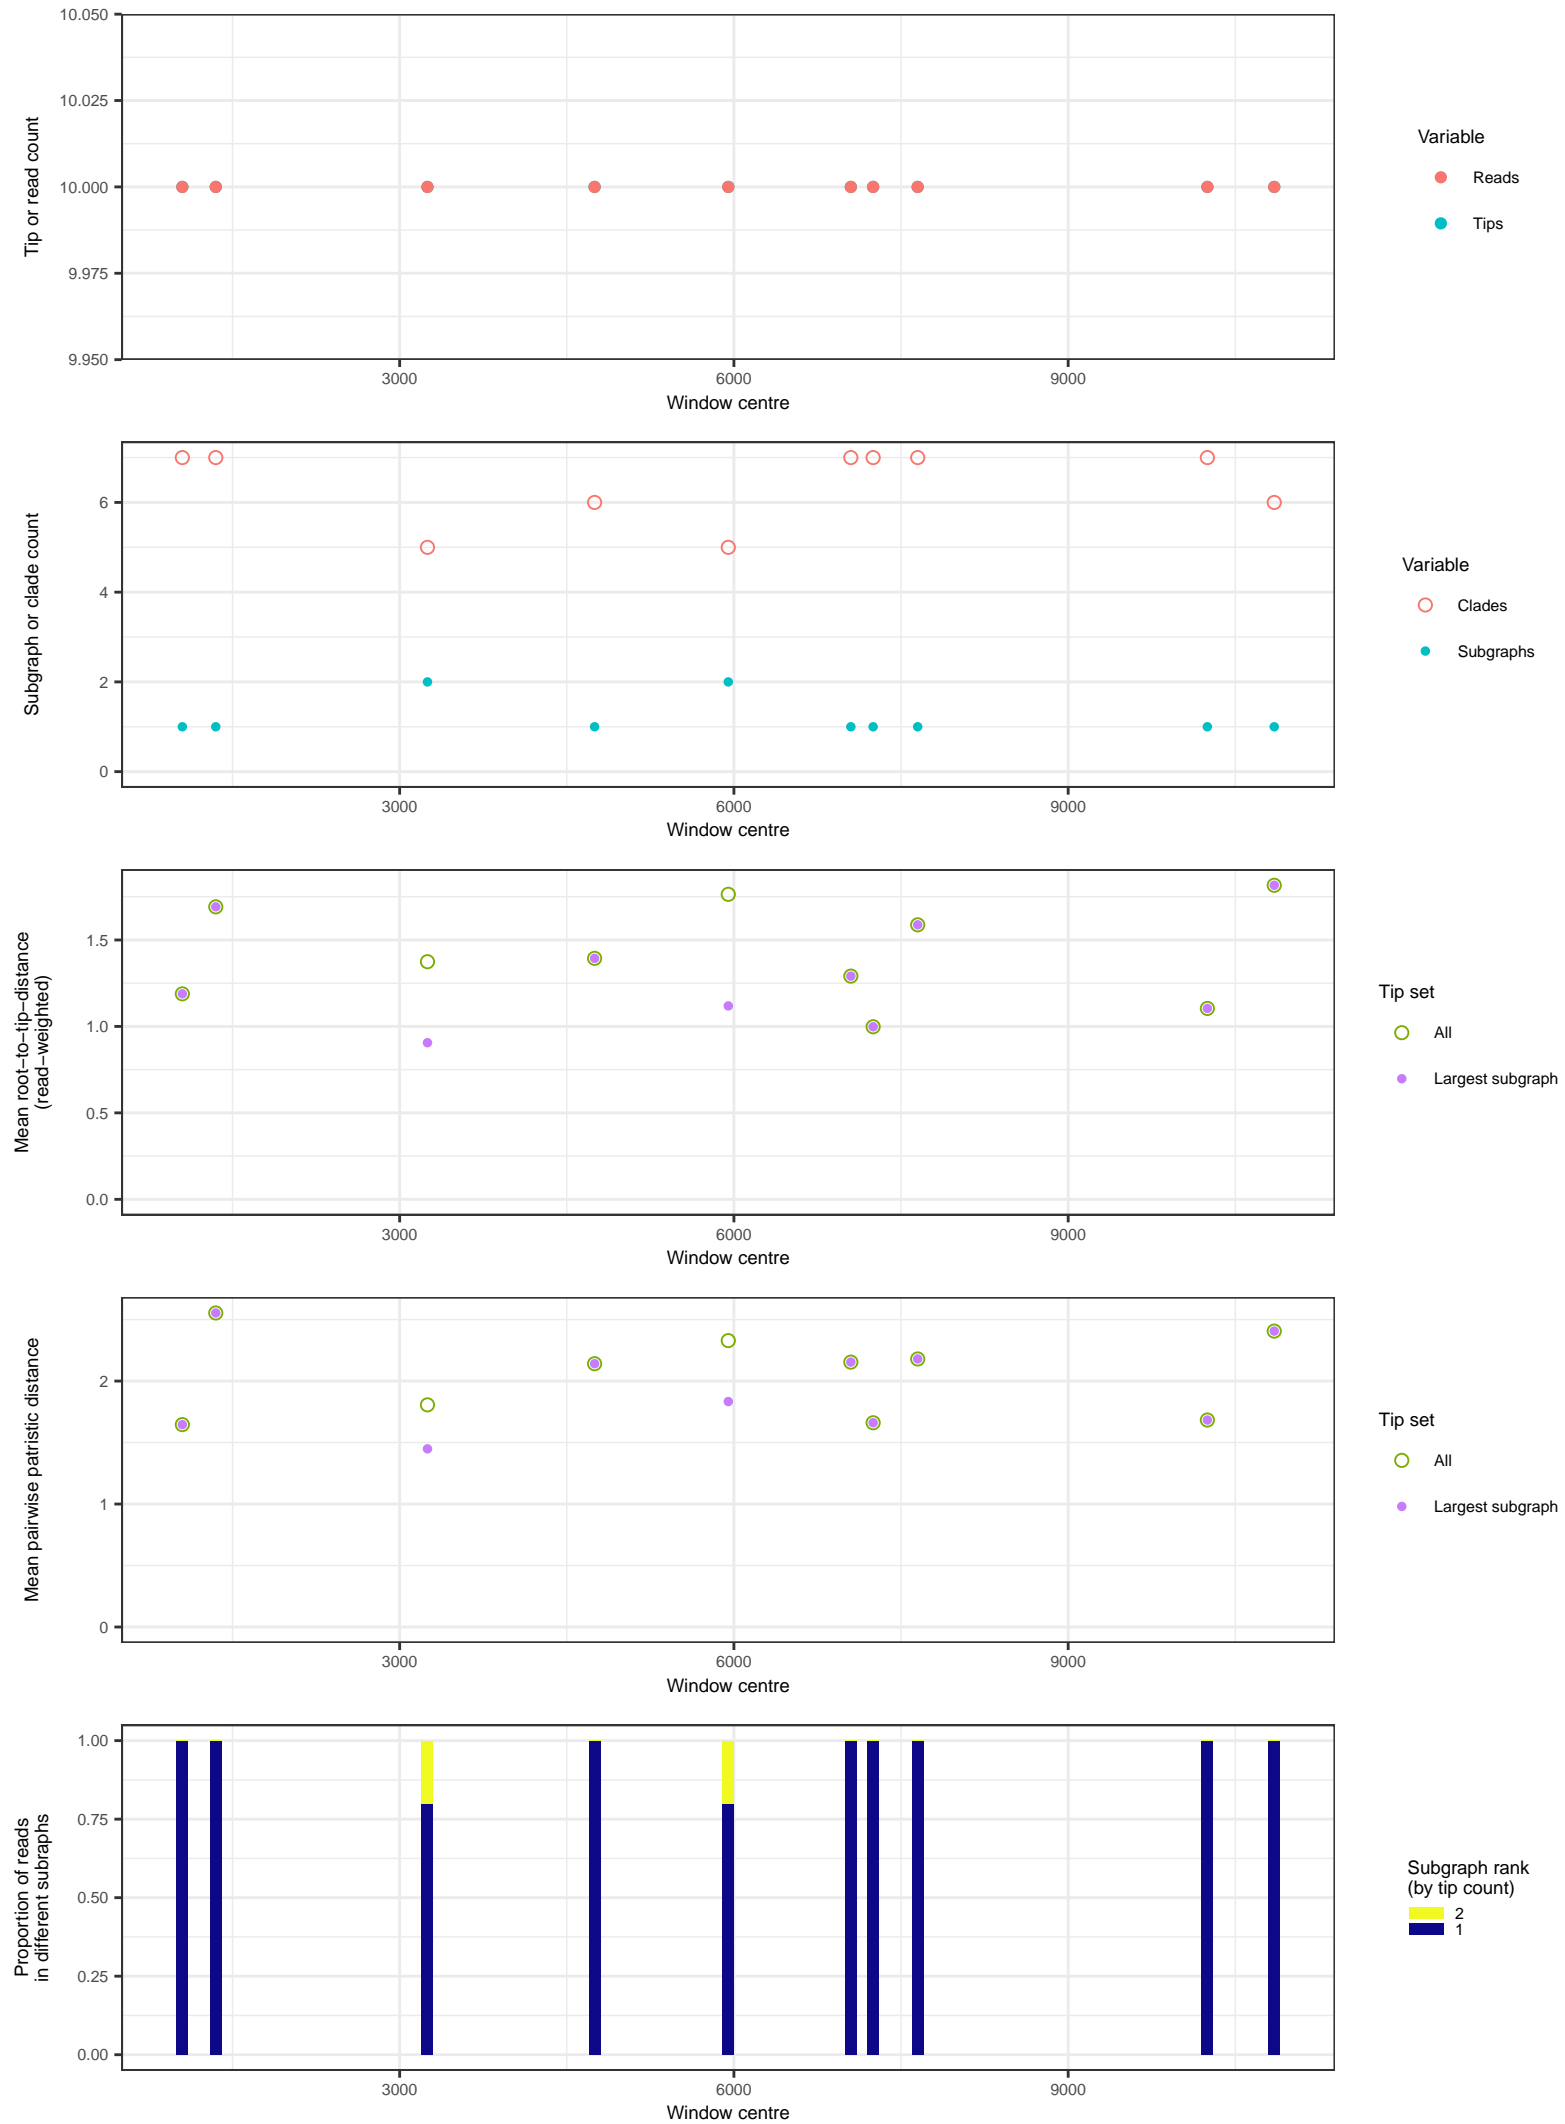 10.050
10.025
10.000
9.975
9.950
Tip or read count
3000
6000
9000
Window centre
Variable
Reads
Tips
6
4
2
0
Subgraph or clade count
3000
6000
9000
Window centre
Variable
Clades
Subgraphs
1.5
1.0
0.5
0.0
Mean root−to−tip−distance
(read−weighted)
3000
6000
9000
Window centre
Tip set
All
Largest subgraph
2
1
0
Mean pairwise patristic distance
3000
6000
9000
Window centre
Tip set
All
Largest subgraph
1.00
0.75
0.50
0.25
0.00
Proportion of reads
in different subraphs
3000
6000
9000
Window centre
Subgraph rank
(by tip count)
2
1